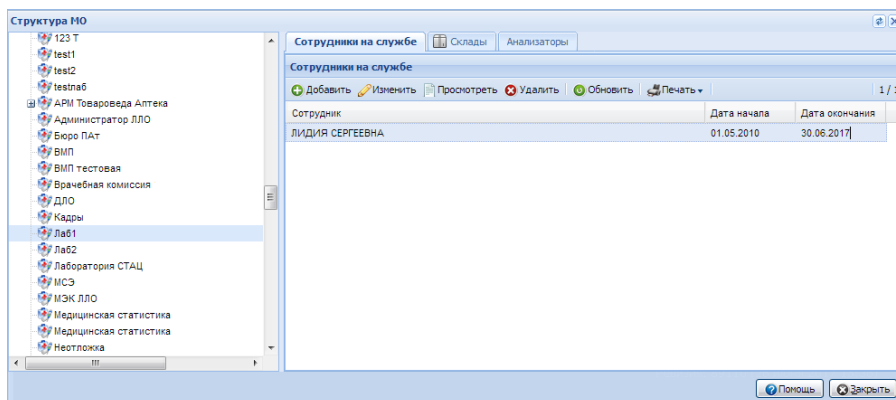 Структура МО
123 Т
test1
test2
testлаб
АРМ Товароведа Аптека
Администратор ЛЛО
Бюро ПАт
ВМП
ВМП тестовая
Врачебная комиссия
ДЛО
Кадры
Лаб1
Лаб2
Лаборатория СТАЦ
МСЭ
МЭК ЛЛО
Медицинская статистика
Медицинская статистика
Неотложка
Сотрудники на службе Склады Анализаторы
Сотрудники на службе
Добавить Изменить Просмотреть Удалить Обновить Печать 1 /
Сотрудник Дата начала Дата окончания
ЛИДИЯ СЕРГЕЕВНА 01.05.2010 30.06.2017
Помощь Закрыть